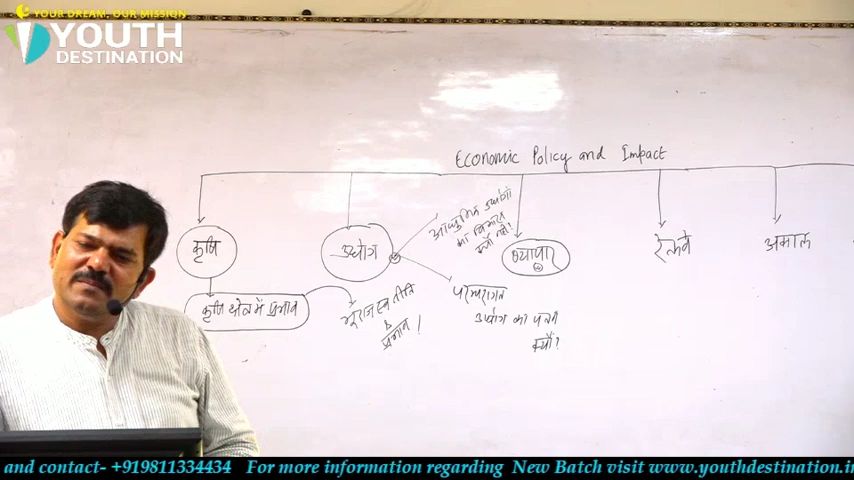 YOUR DREAM, OUR MISSION
YOUTH
DESTINATION
Economic Policy and Impact
कृषि
उद्योग
व्यापार
रेलवे
अकाल
आधुनिक उद्योगों
का विकास
क्यों नहीं?
कृषि क्षेत्र में प्रभाव
भू राजस्व नीति
प्रभाव!
परम्परागत
उद्योग का पतन
क्यों?
and contact- +919811334434 For more information regarding New Batch visit www.youthdestination.in